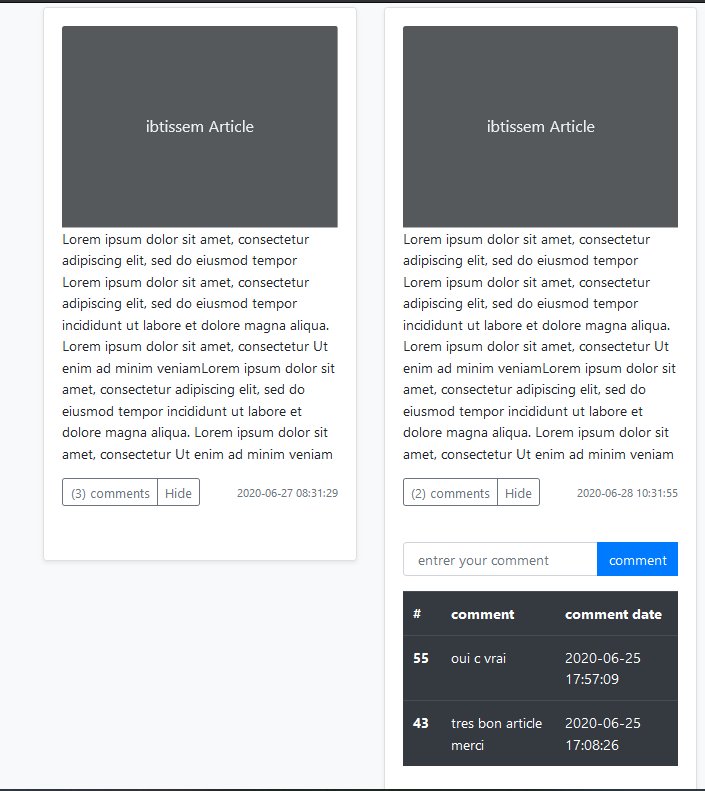 ibtissem Article
Lorem ipsum dolor sit amet, consectetur
adipiscing elit, sed do eiusmod tempor
Lorem ipsum dolor sit amet, consectetur
adipiscing elit, sed do eiusmod tempor
incididunt ut labore et dolore magna aliqua.
Lorem ipsum dolor sit amet, consectetur Ut
enim ad minim veniamLorem ipsum dolor sit
amet, consectetur adipiscing elit, sed do
eiusmod tempor incididunt ut labore et
dolore magna aliqua. Lorem ipsum dolor sit
amet, consectetur Ut enim ad minim veniam
(3) comments Hide 2020-06-27 08:31:29
ibtissem Article
Lorem ipsum dolor sit amet, consectetur
adipiscing elit, sed do eiusmod tempor
Lorem ipsum dolor sit amet, consectetur
adipiscing elit, sed do eiusmod tempor
incididunt ut labore et dolore magna aliqua.
Lorem ipsum dolor sit amet, consectetur Ut
enim ad minim veniamLorem ipsum dolor sit
amet, consectetur adipiscing elit, sed do
eiusmod tempor incididunt ut labore et
dolore magna aliqua. Lorem ipsum dolor sit
amet, consectetur Ut enim ad minim veniam
(2) comments Hide 2020-06-28 10:31:55
entrer your comment comment
# comment comment date
55 oui c vrai 2020-06-25
17:57:09
43 tres bon article 2020-06-25
merci 17:08:26